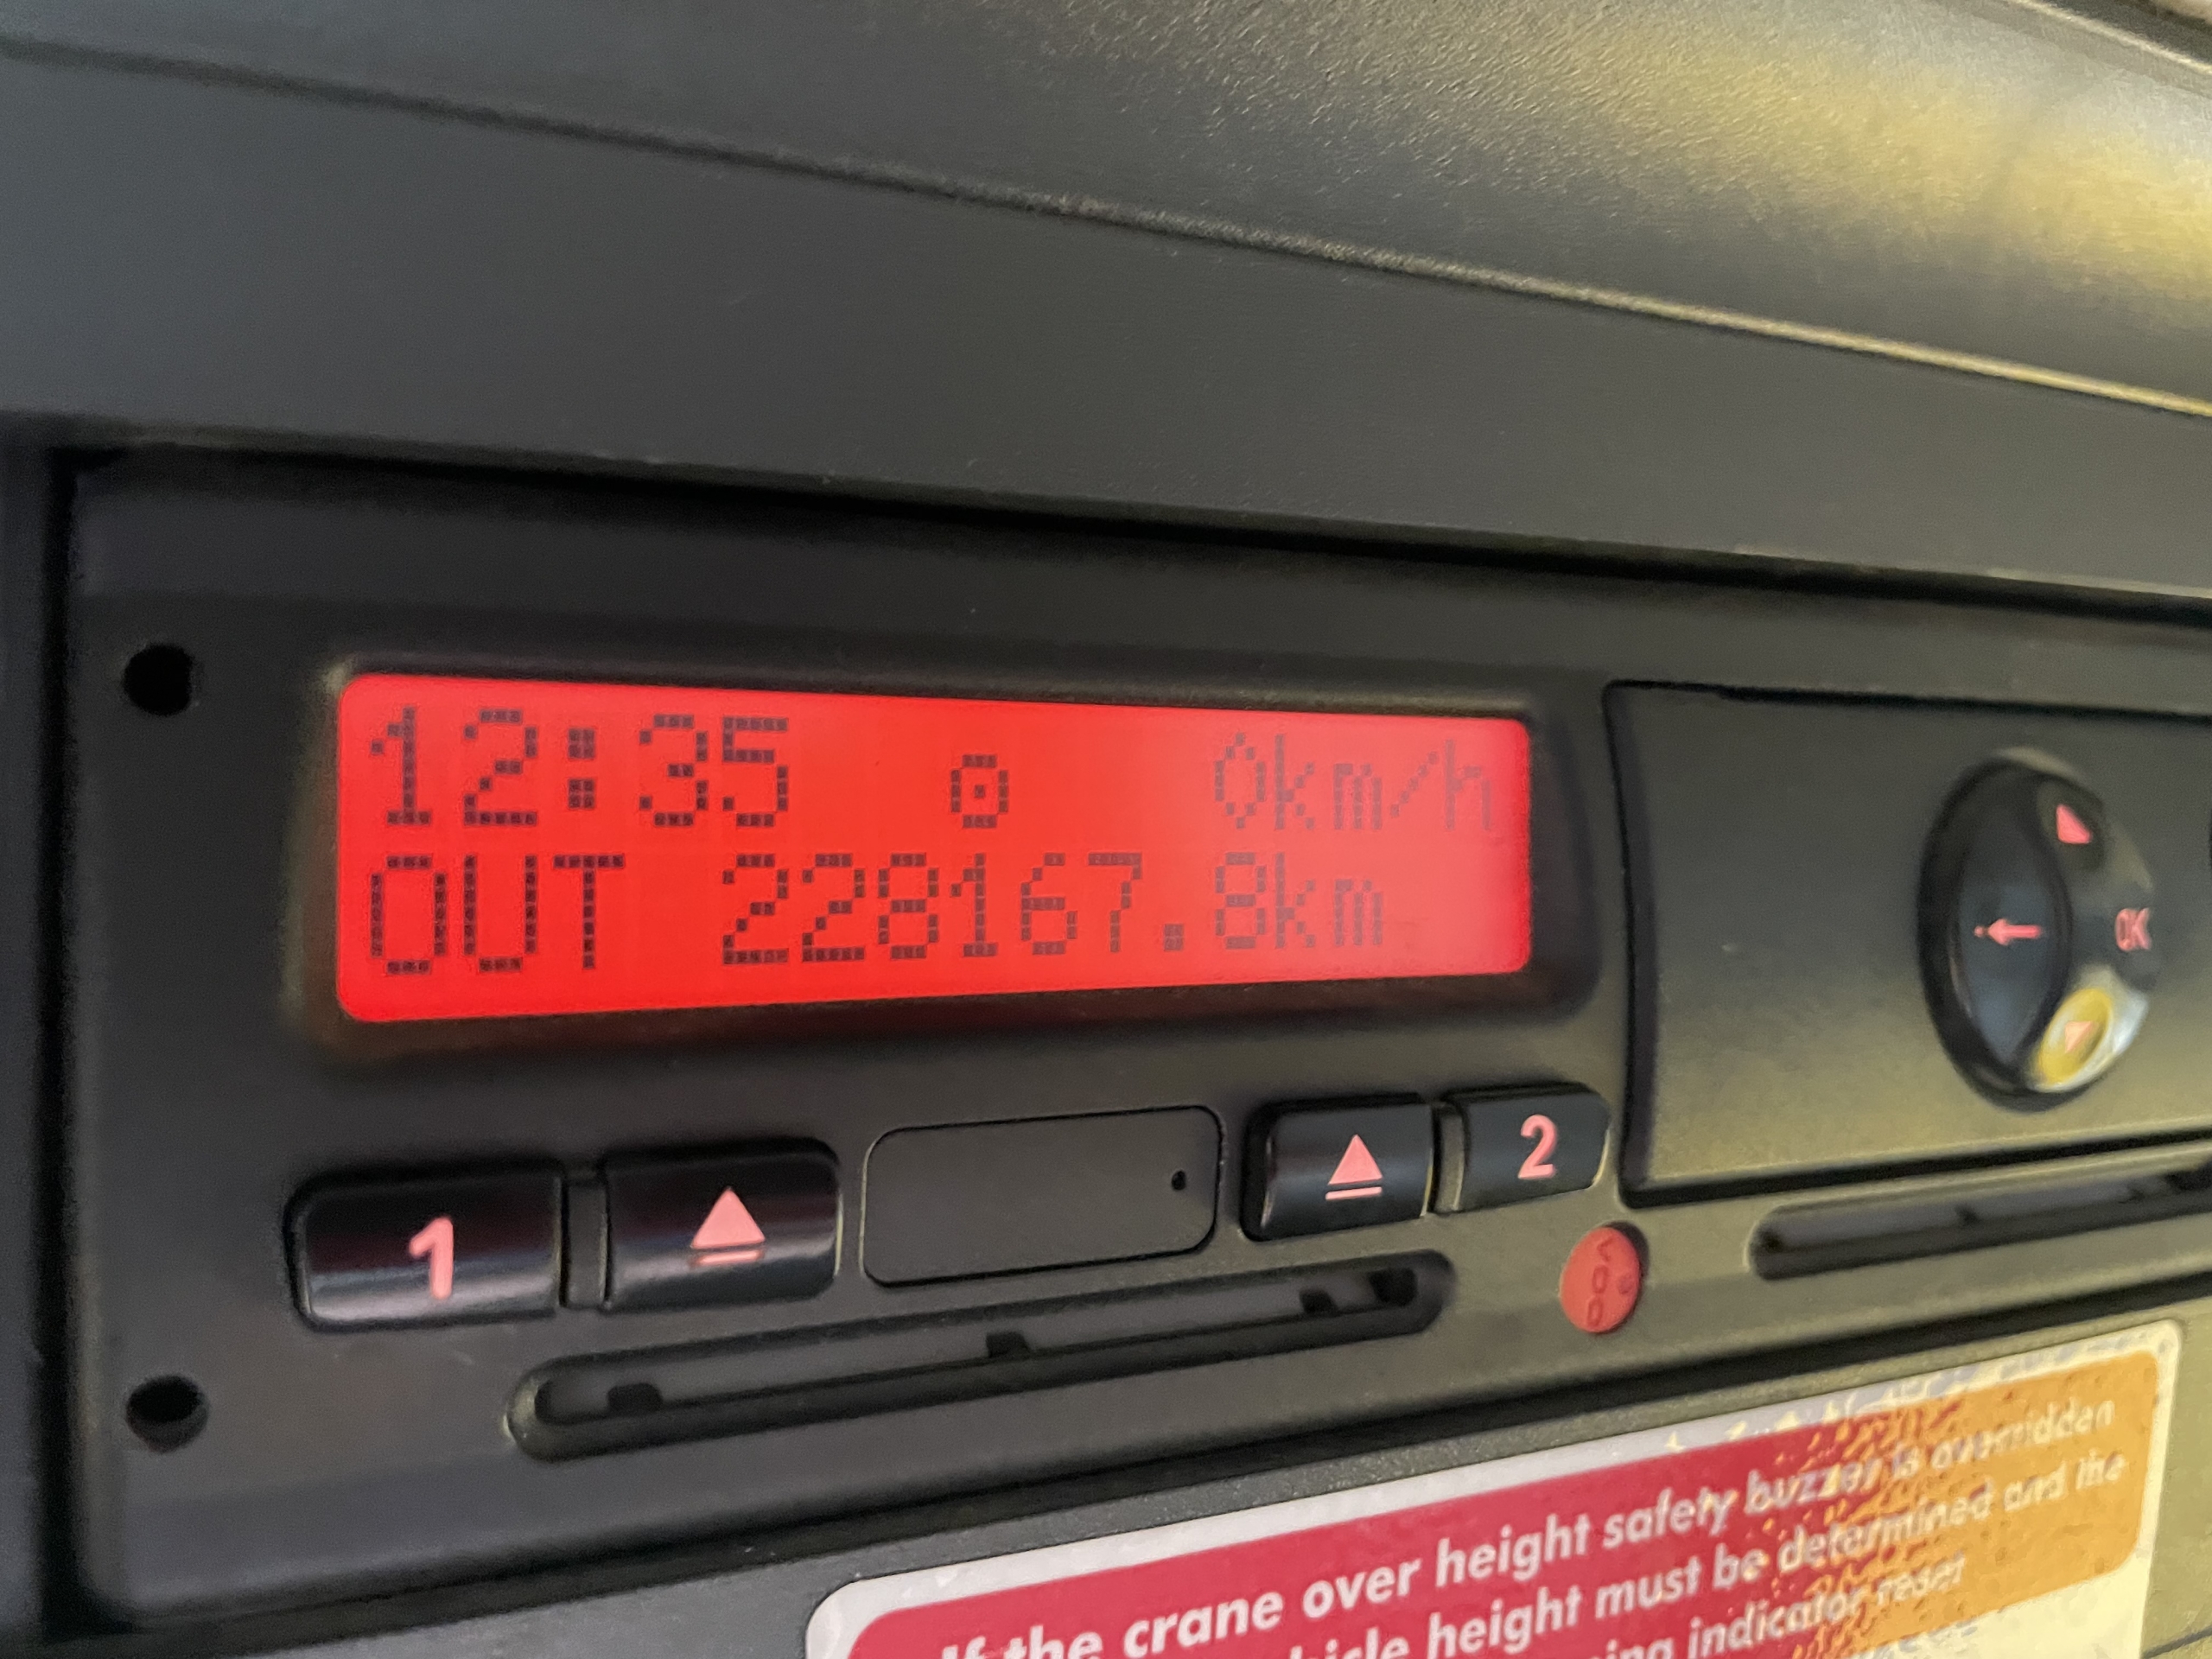 12:35 0km/h
OUT 228167.8km
OK
1 2
VDO
If the crane over height safety buzzer is overridden
height must be determined and the
indicator reset